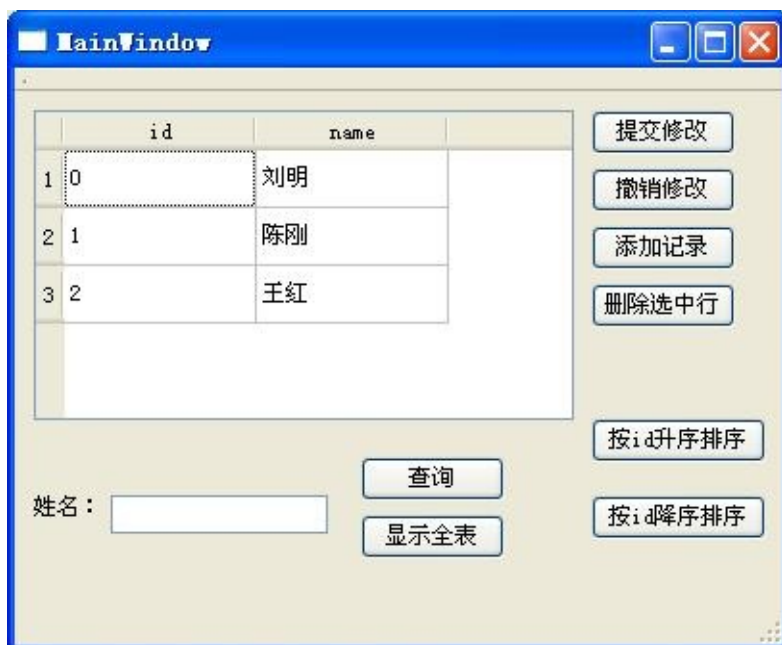 MainWindow
id name
1 0 刘明
2 1 陈刚
3 2 王红
提交修改
撤销修改
添加记录
删除选中行
按id升序排序
查询
姓名：
按id降序排序
显示全表